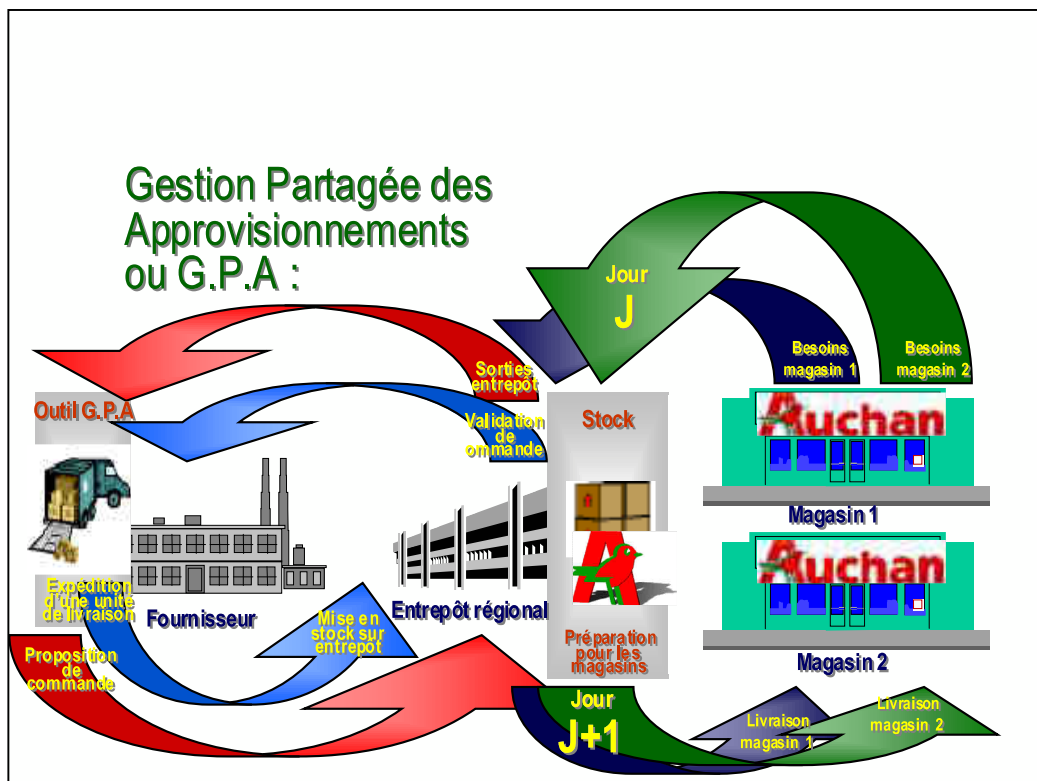 Gestion Partagée des
Approvisionnements
ou G.P.A :
Jour
J
Besoins
magasin 1
Besoins
magasin 2
Sorties
entrepôt
Outil G.P.A
Validation
de
ommande
Stock
Auchan
Magasin 1
Auchan
Magasin 2
Expédition
d'une unité
de livraison
Fournisseur
Mise en
stock sur
entrepôt
Entrepôt régional
Préparation
pour les
magasins
Proposition
de
commande
Jour
J+1
Livraison
magasin 1
Livraison
magasin 2